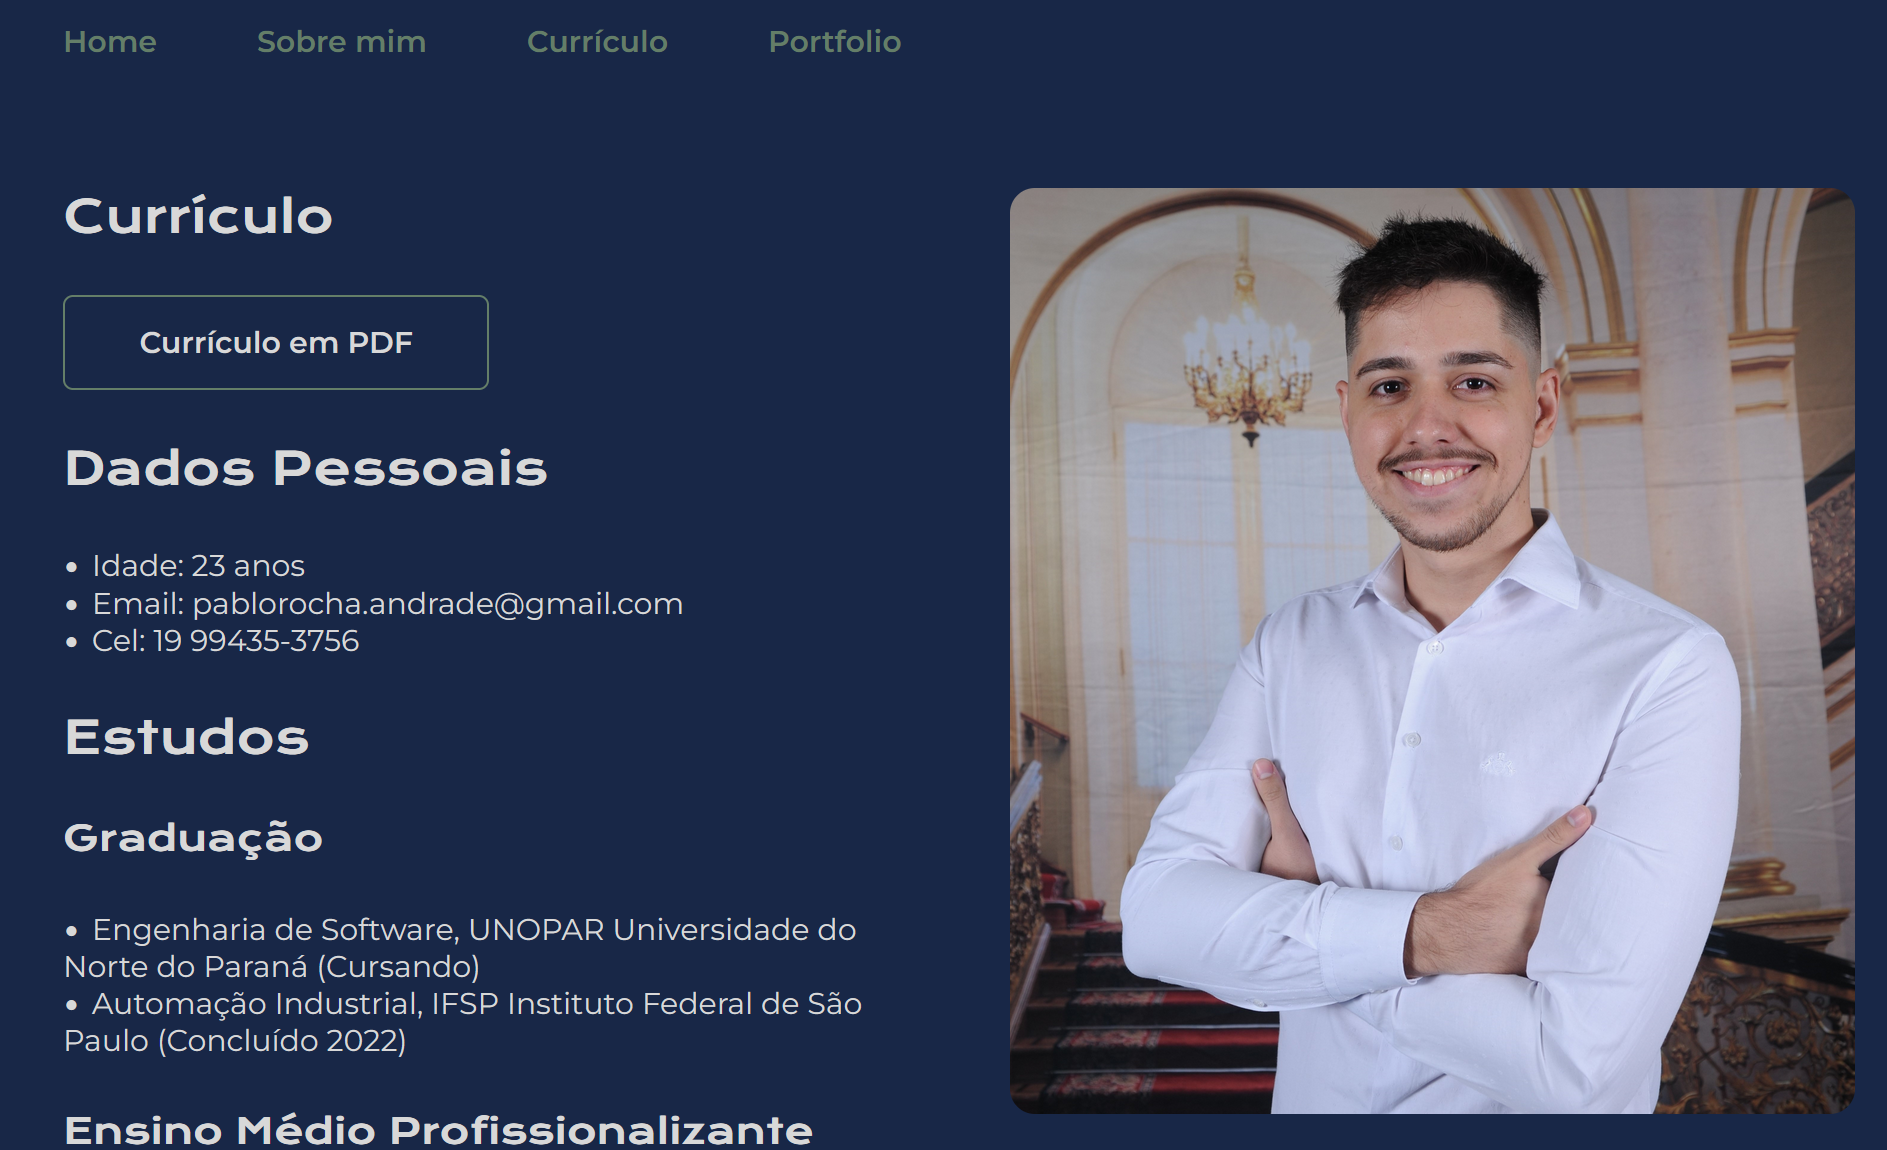 Home Sobre mim Currículo Portfolio
Currículo
Currículo em PDF
Dados Pessoais
• Idade: 23 anos
• Email: pablorocha.andrade@gmail.com
• Cel: 19 99435-3756
Estudos
Graduação
• Engenharia de Software, UNOPAR Universidade do
Norte do Paraná (Cursando)
• Automação Industrial, IFSP Instituto Federal de São
Paulo (Concluído 2022)
Ensino Médio Profissionalizante